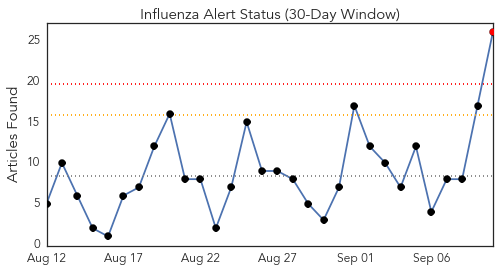 Influenza Alert Status (30-Day Window)
Articles Found
25
20
15
10
5
0
Aug 12 Aug 17 Aug 22 Aug 27 Sep 01 Sep 06